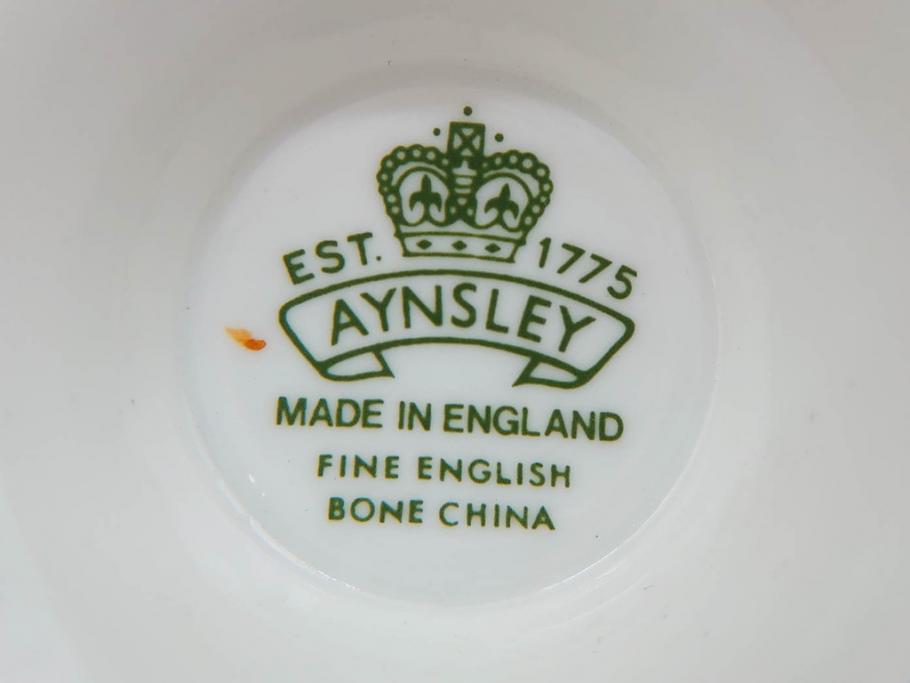 EST. 1775
AYNSLEY
MADE IN ENGLAND
FINE ENGLISH
BONE CHINA